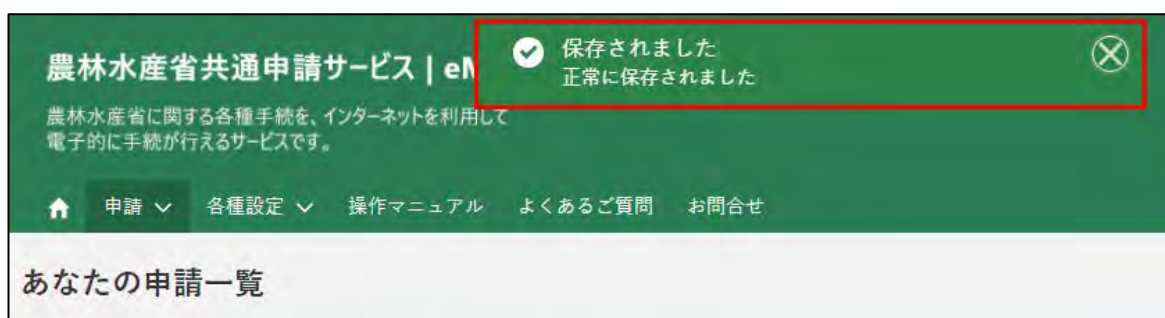 農林水産省共通申請サービス | eM
保存されました
正常に保存されました
農林水産省に関する各種手続を、インターネットを利用して
電子的に手続が行えるサービスです。
申請 各種設定 操作マニュアル よくあるご質問 お問合せ
あなたの申請一覧